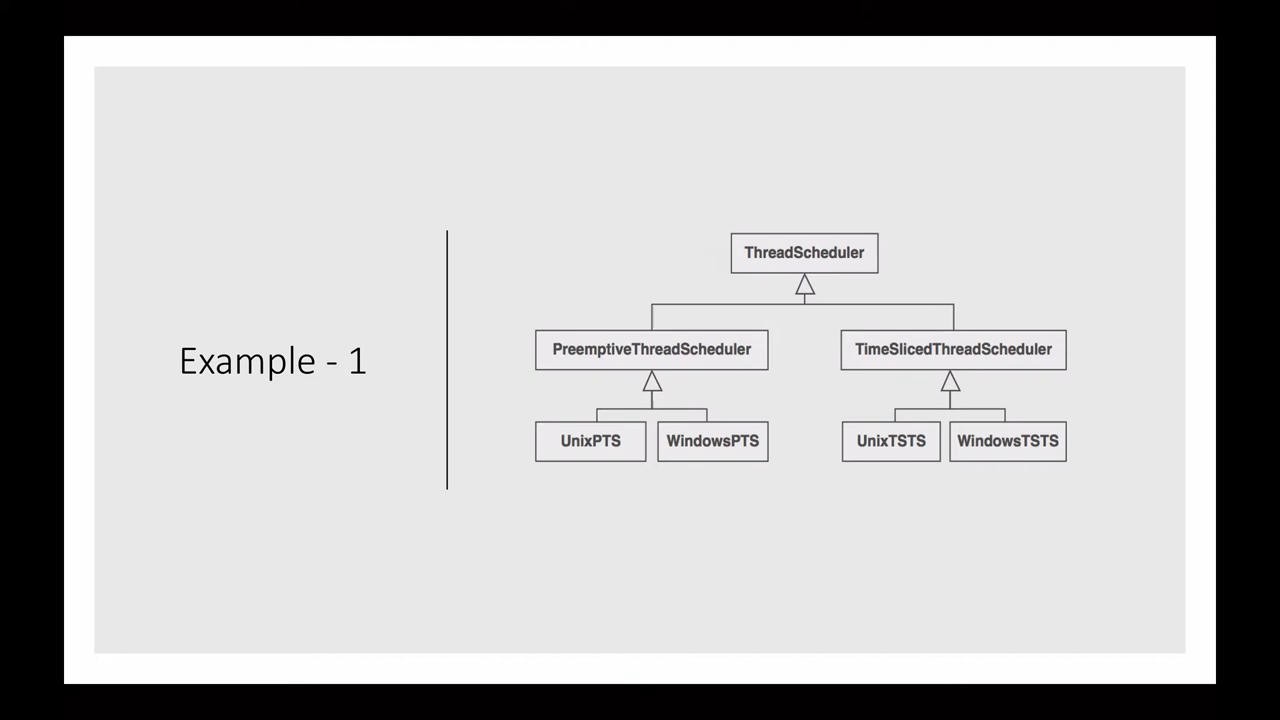 Example - 1
ThreadScheduler
PreemptiveThreadScheduler
TimeSlicedThreadScheduler
UnixPTS
WindowsPTS
UnixTSTS
WindowsTSTS